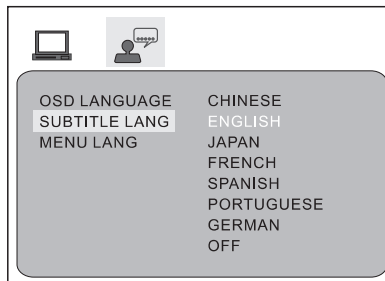 OSD LANGUAGE
SUBTITLE LANG
MENU LANG
CHINESE
ENGLISH
JAPAN
FRENCH
SPANISH
PORTUGUESE
GERMAN
OFF